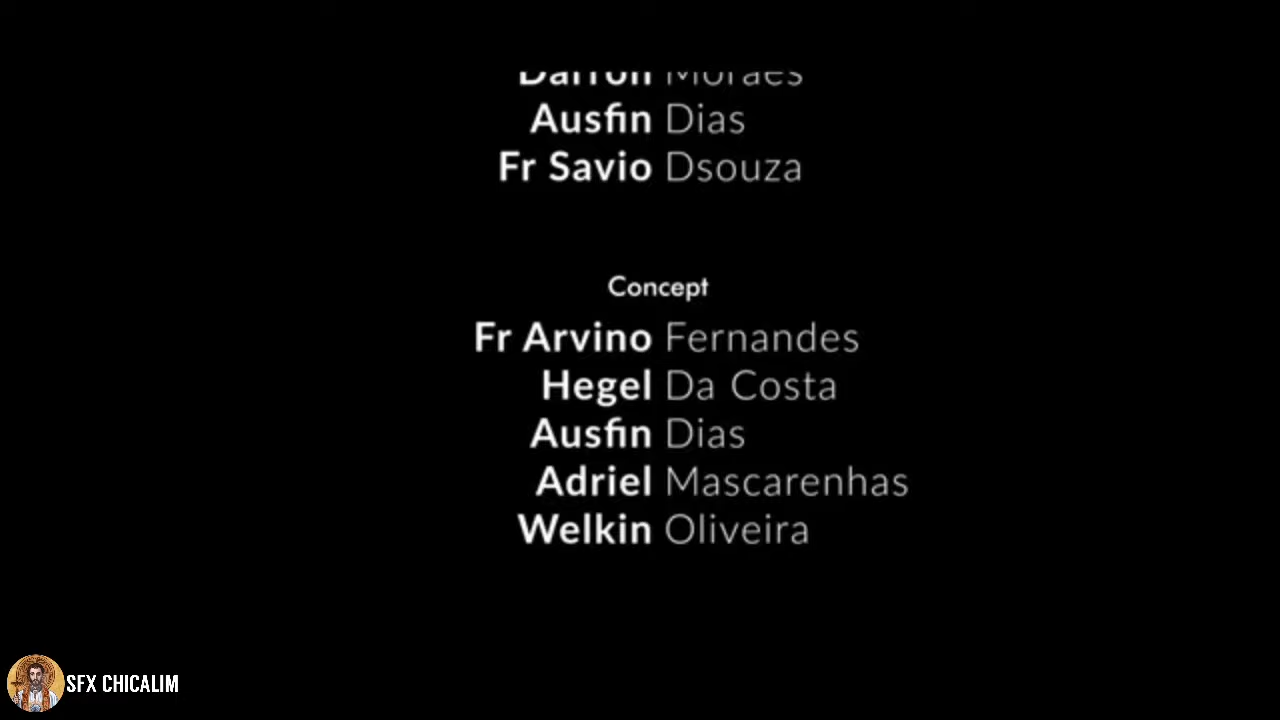 Moraes
Ausfin Dias
Fr Savio Dsouza
Concept
Fr Arvino Fernandes
Hegel Da Costa
Ausfin Dias
Adriel Mascarenhas
Welkin Oliveira
SFX CHICALIM